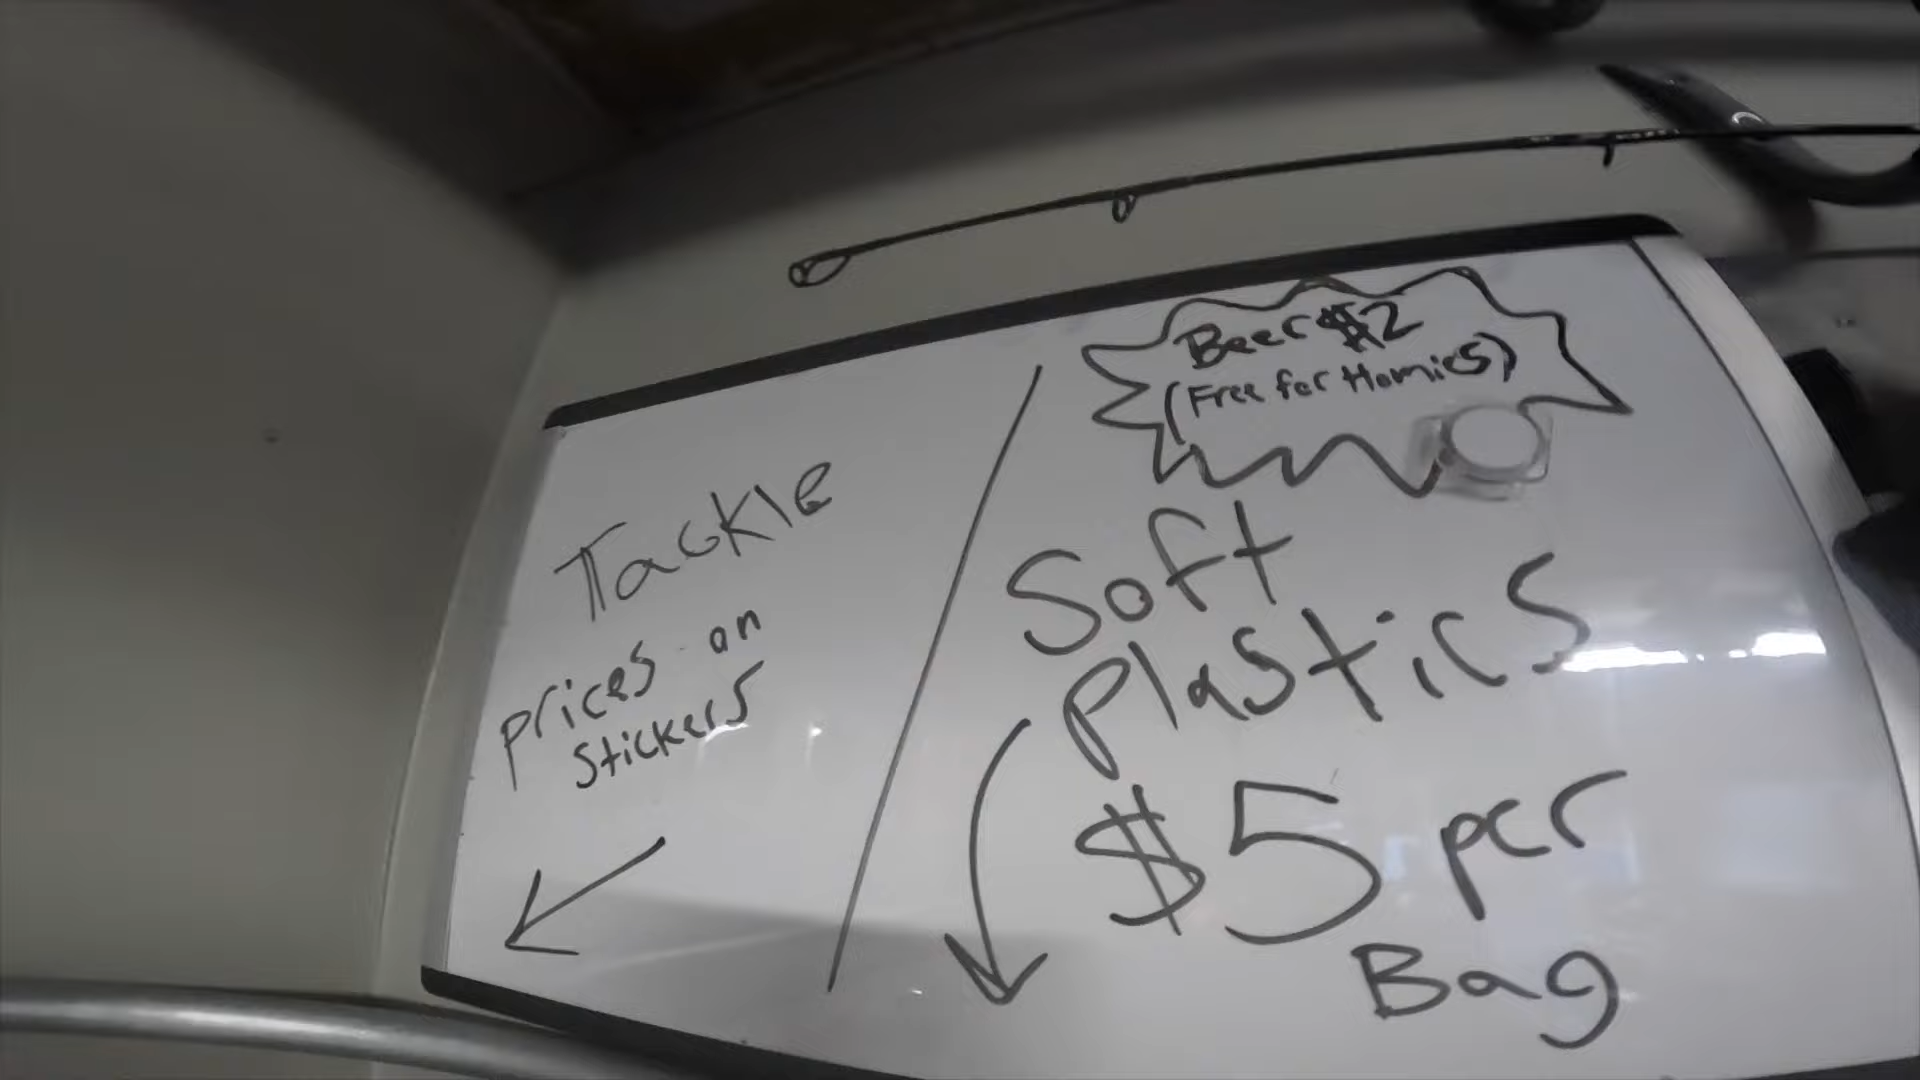 Tackle
prices on
stickers
Beer $2
(Free for Homies)
Soft
plastics
$5 per
Bag